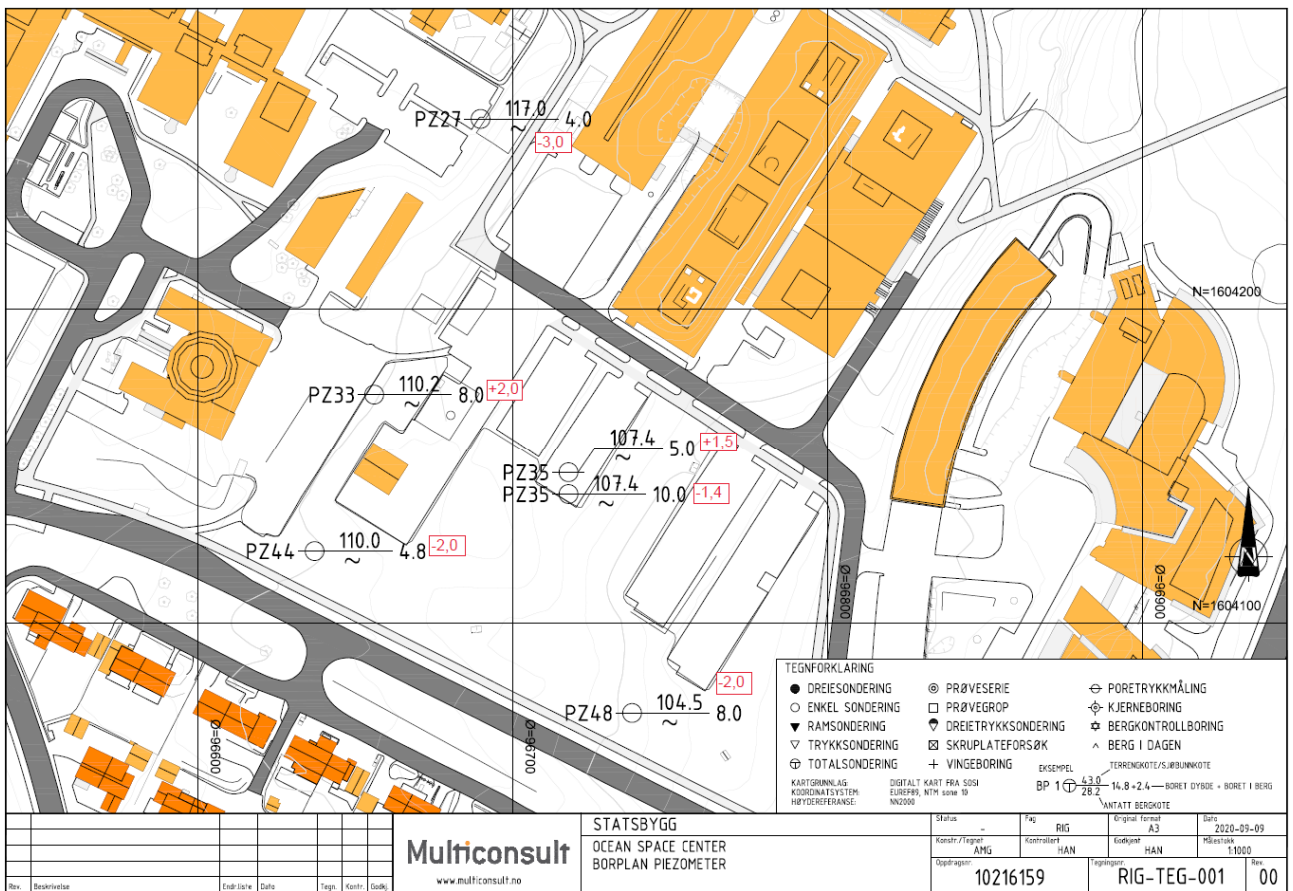 PZ27 117.0 ~ 4.0
-3,0
N=1604200
PZ33 110.2 ~ 8.0 +2,0
PZ35 107.4 ~ 5.0 +1,5
PZ35 107.4 ~ 10.0 -1,4
PZ44 110.0 ~ 4.8 -2,0
N
Ø=96800
Ø=96900
N=1604100
-2,0
PZ48 104.5 ~ 8.0
Ø=96600
Ø=96700
TEGNFORKLARING
DREIESONDERING
ENKEL SONDERING
RAMSONDERING
TRYKKSONDERING
TOTALSONDERING
PRØVESERIE
PRØVEGROP
DREIETRYKKSONDERING
SKRUPLATEFORSØK
VINGEBORING
PORETRYKKMÅLING
KJERNEBORING
BERGKONTROLLBORING
BERG I DAGEN
KARTGRUNNLAG: DIGITALT KART FRA SOSI
KOORDINATSYSTEM: EUREF89, NTM sone 10
HØYDEREFERANSE: NN2000
EKSEMPEL
TERRENGKOTE/SJØBUNNKOTE
BP 1 43.0 28.2 14.8+2.4 BORET DYBDE + BORET I BERG
ANTATT BERGKOTE
Rev. Beskrivelse Endr.liste Dato Tegn. Kontr. Godkj.
Multiconsult
www.multiconsult.no
STATSBYGG
OCEAN SPACE CENTER
BORPLAN PIEZOMETER
Status Fag Original format Dato
- RIG A3 2020-09-09
Konstr./Tegnet Kontrollert Godkjent Målestokk
AMG HAN HAN 1:1000
Oppdragsnr. Tegningsnr. Rev.
10216159 RIG-TEG-001 00